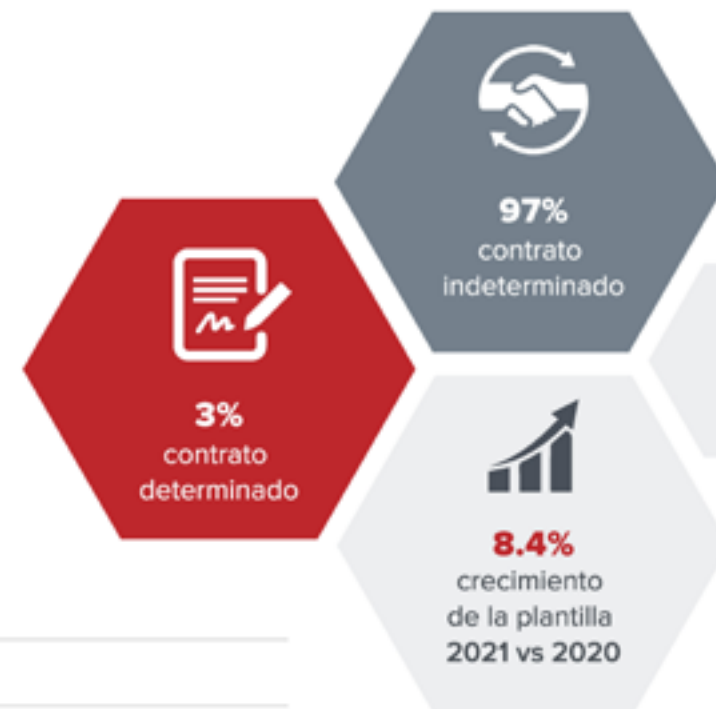 97%
contrato
indeterminado
3%
contrato
determinado
8.4%
crecimiento
de la plantilla
2021 vs 2020